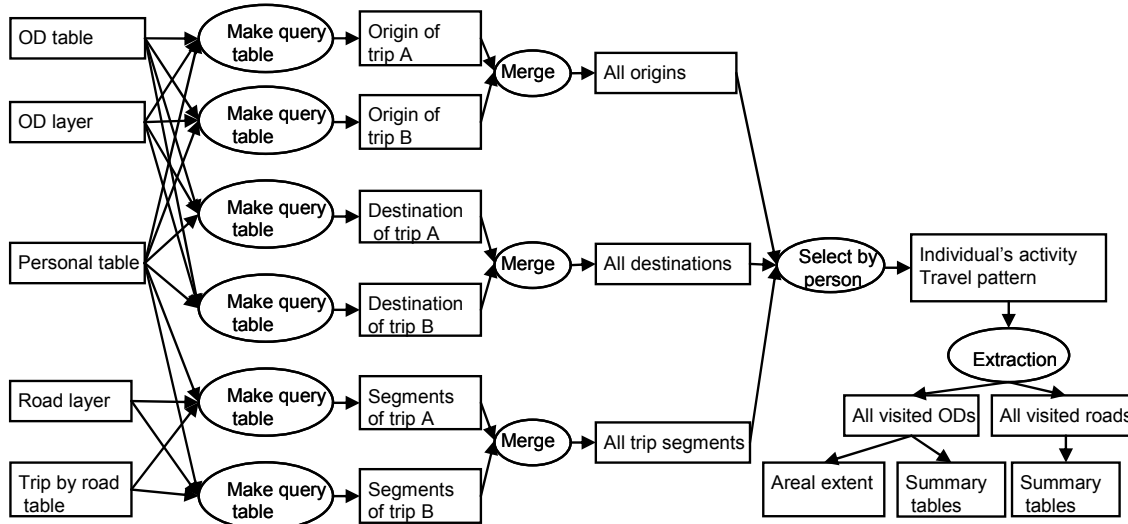 OD table
OD layer
Personal table
Road layer
Trip by road
table
Make query
table
Make query
table
Make query
table
Make query
table
Make query
table
Make query
table
Origin of
trip A
Origin of
trip B
Destination
of trip A
Destination
of trip B
Segments
of trip A
Segments
of trip B
Merge
Merge
Merge
All origins
All destinations
All trip segments
Select by
person
Individual’s activity
Travel pattern
Extraction
All visited ODs
All visited roads
Areal extent
Summary
tables
Summary
tables